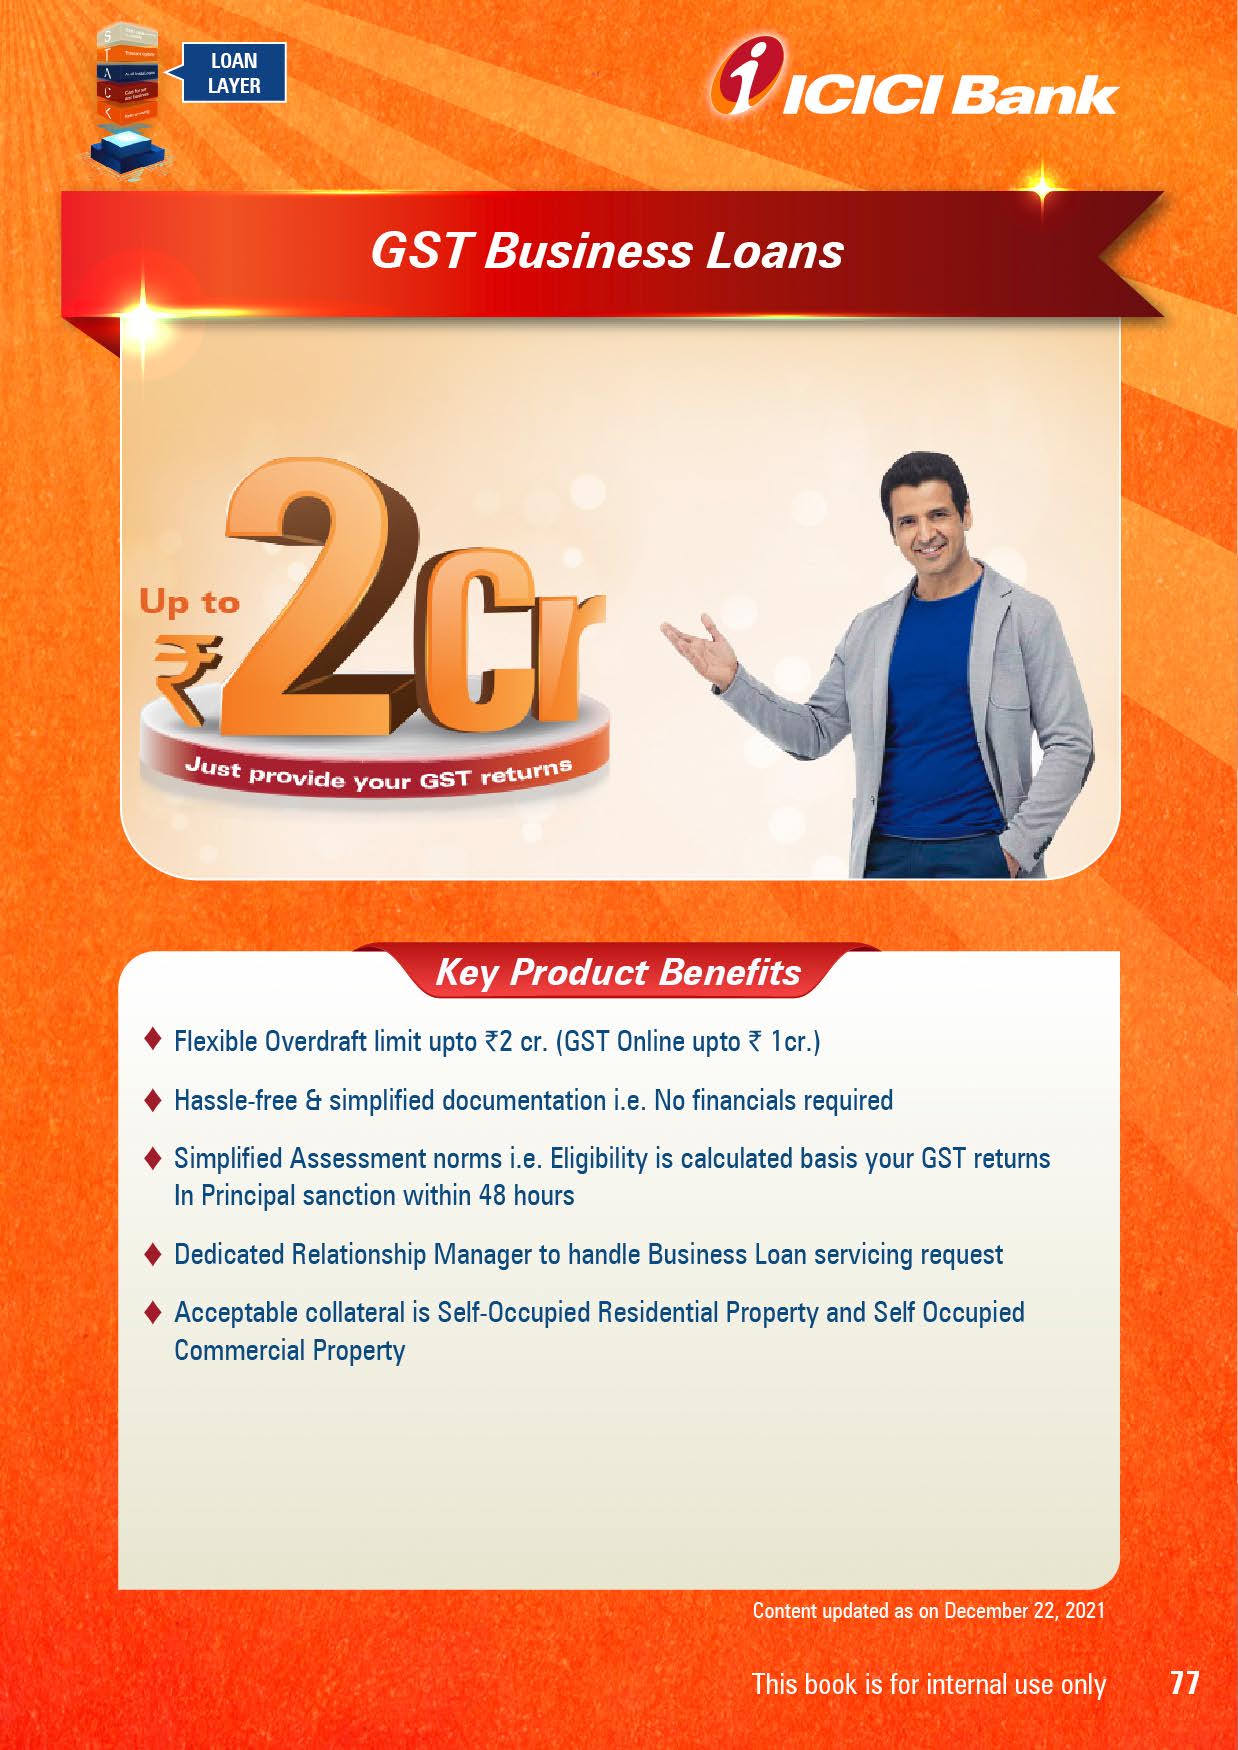 S
T
A
C
K
LOAN
LAYER
ICICI Bank
GST Business Loans
Up to
₹2cr
Just provide your GST returns
Key Product Benefits
♦ Flexible Overdraft limit upto ₹2 cr. (GST Online upto ₹ 1cr.)
♦ Hassle-free & simplified documentation i.e. No financials required
♦ Simplified Assessment norms i.e. Eligibility is calculated basis your GST returns
In Principal sanction within 48 hours
♦ Dedicated Relationship Manager to handle Business Loan servicing request
♦ Acceptable collateral is Self-Occupied Residential Property and Self Occupied
Commercial Property
Content updated as on December 22, 2021
This book is for internal use only 77